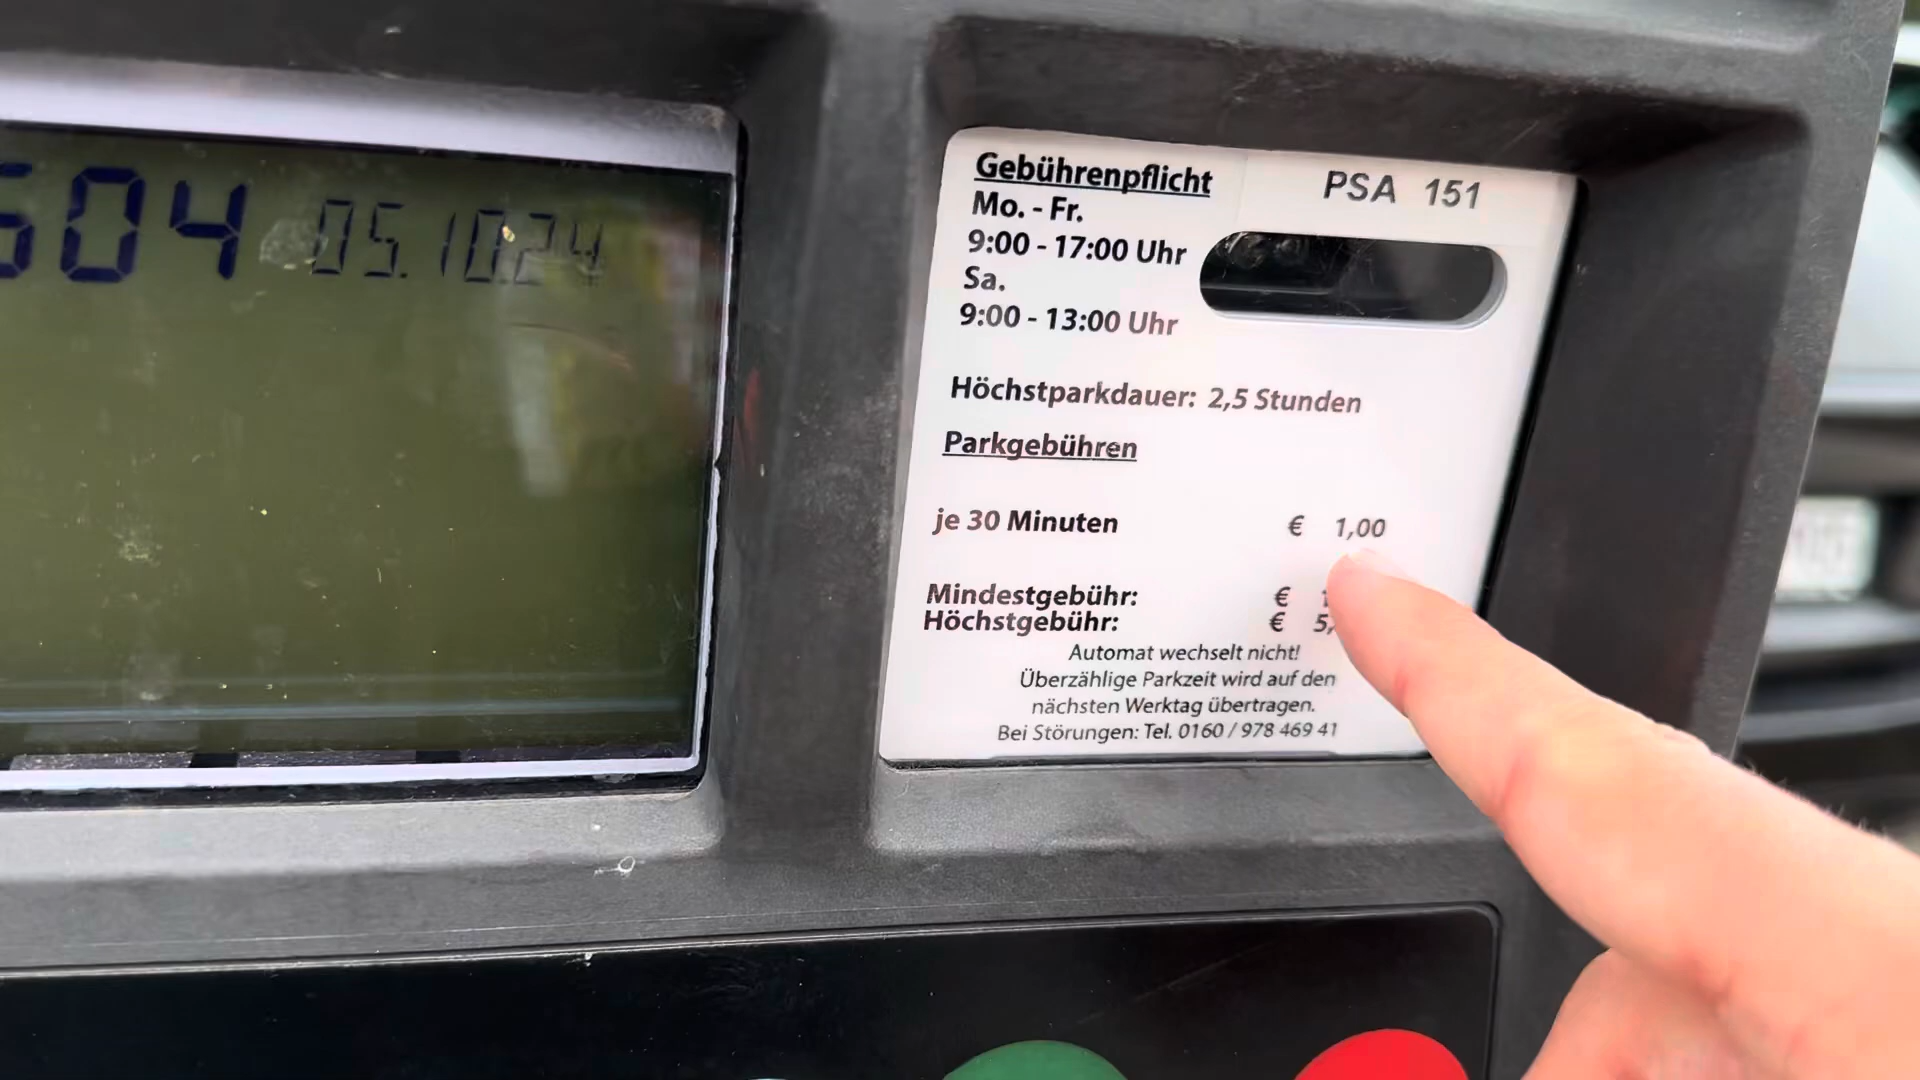 604 05.10.24
Gebührenpflicht PSA 151
Mo. - Fr.
9:00 - 17:00 Uhr
Sa.
9:00 - 13:00 Uhr
Höchstparkdauer: 2,5 Stunden
Parkgebühren
je 30 Minuten € 1,00
Mindestgebühr: €
Höchstgebühr: € 5,
Automat wechselt nicht!
Überzählige Parkzeit wird auf den
nächsten Werktag übertragen.
Bei Störungen: Tel. 0160 / 978 469 41